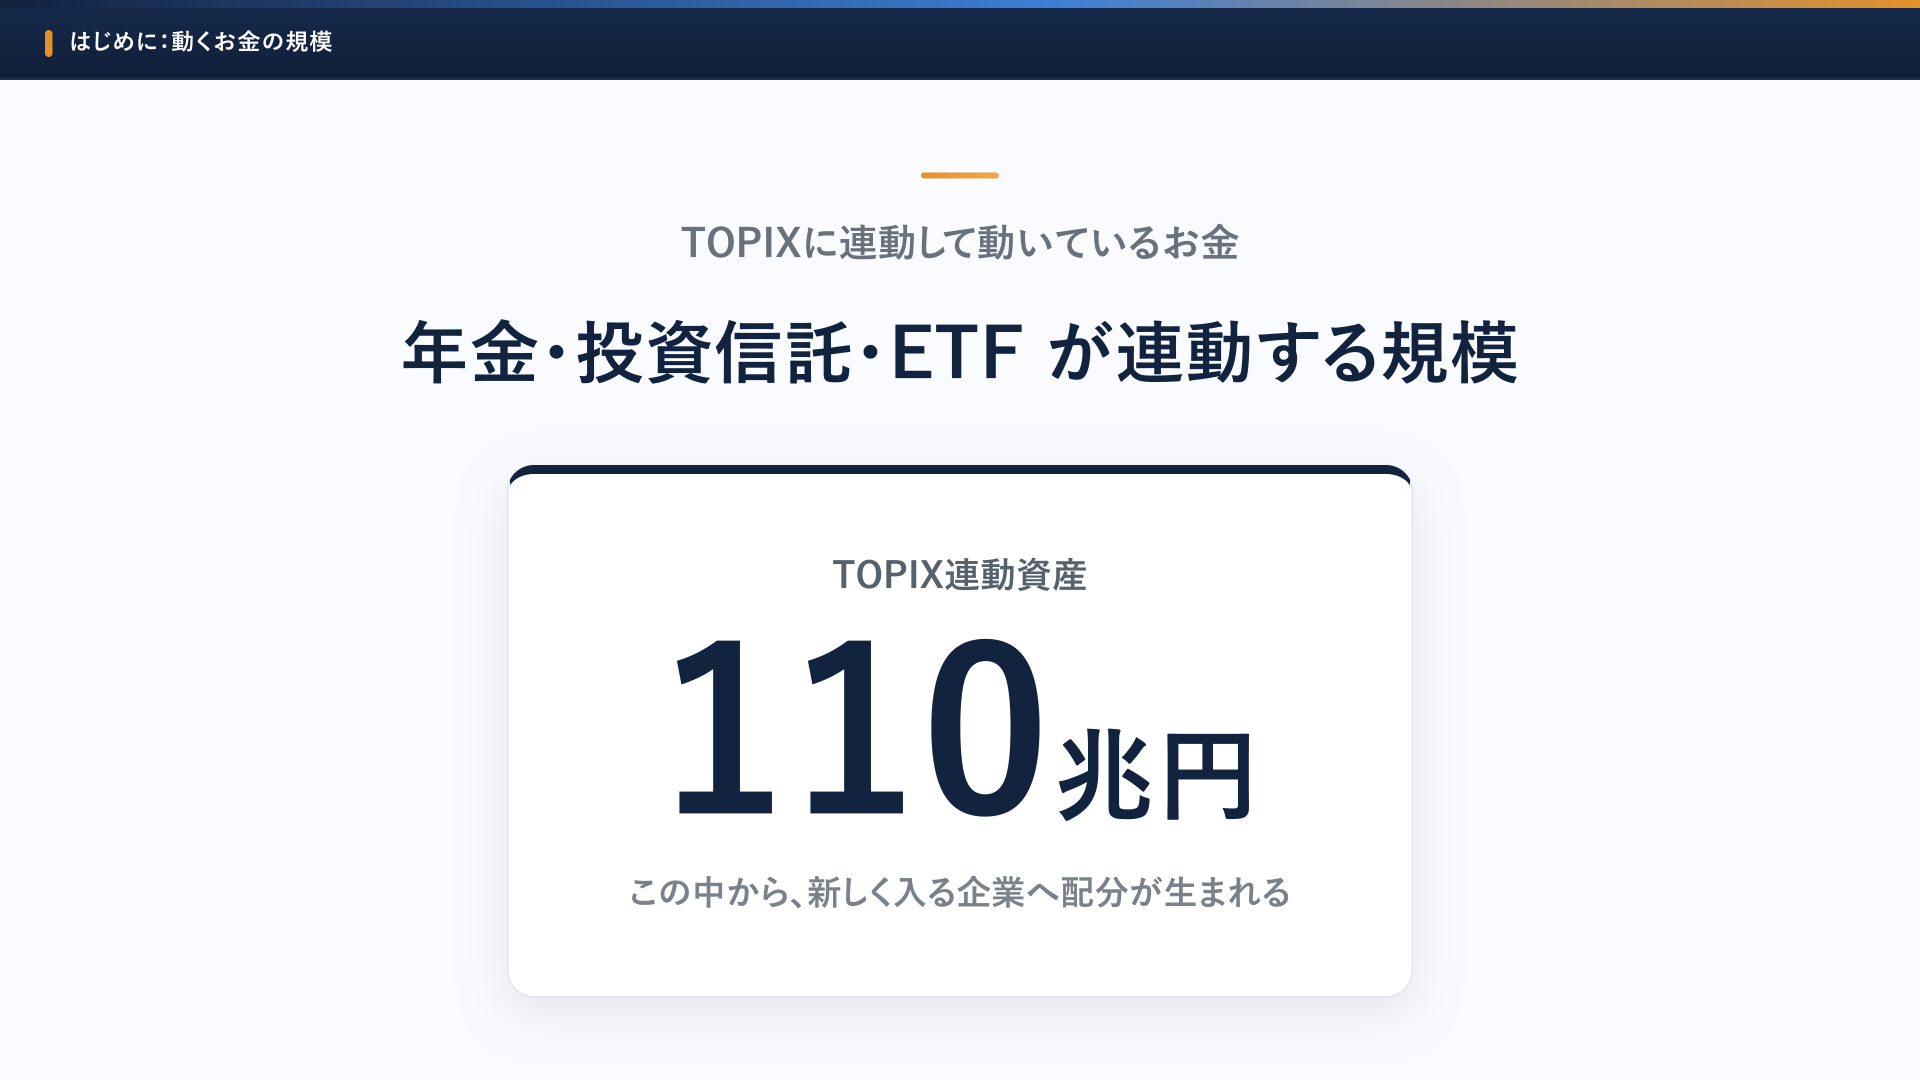 はじめに：動くお金の規模
TOPIXに連動して動いているお金
年金・投資信託・ETF が連動する規模
TOPIX連動資産
110兆円
この中から、新しく入る企業へ配分が生まれる